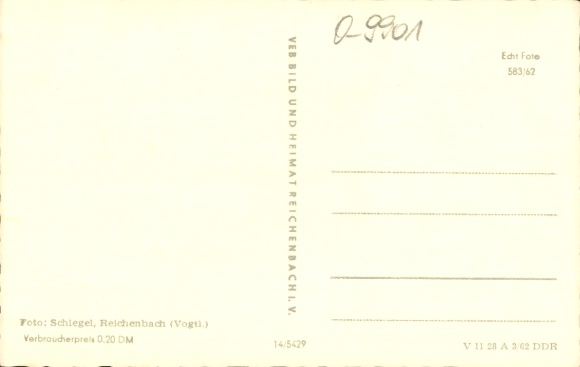 O-9901
Echt Foto
583/62
VEB BILD UND HEIMAT REICHENBACH I. V.
Foto: Schlegel, Reichenbach (Vogtl.)
Verbraucherpreis 0,20 DM
14/5429
V 11 28 A 3/62 DDR